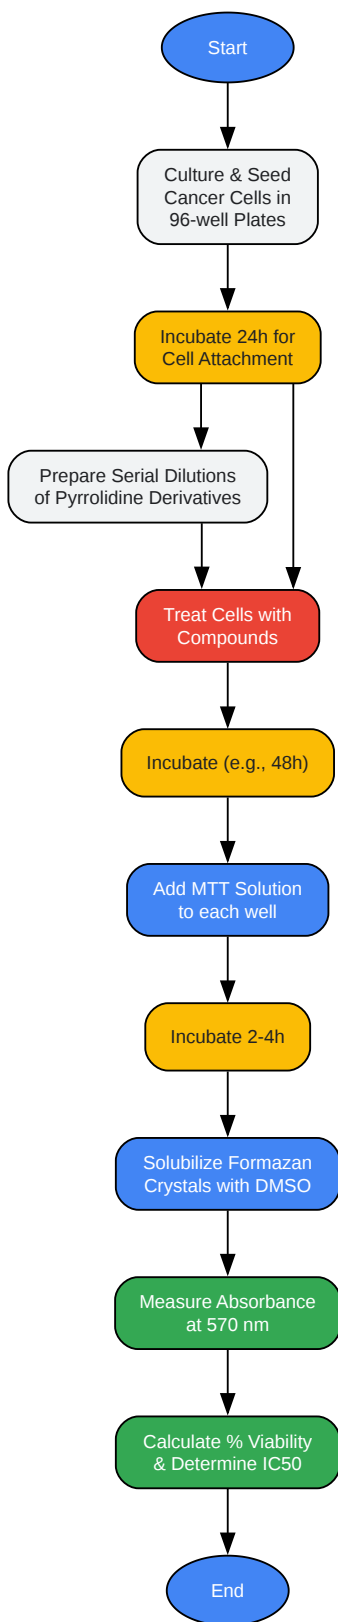 Start
Culture & Seed
Cancer Cells in
96-well Plates
Incubate 24h for
Cell Attachment
Prepare Serial Dilutions
of Pyrrolidine Derivatives
Treat Cells with
Compounds
Incubate (e.g., 48h)
Add MTT Solution
to each well
Incubate 2-4h
Solubilize Formazan
Crystals with DMSO
Measure Absorbance
at 570 nm
Calculate % Viability
& Determine IC50
End